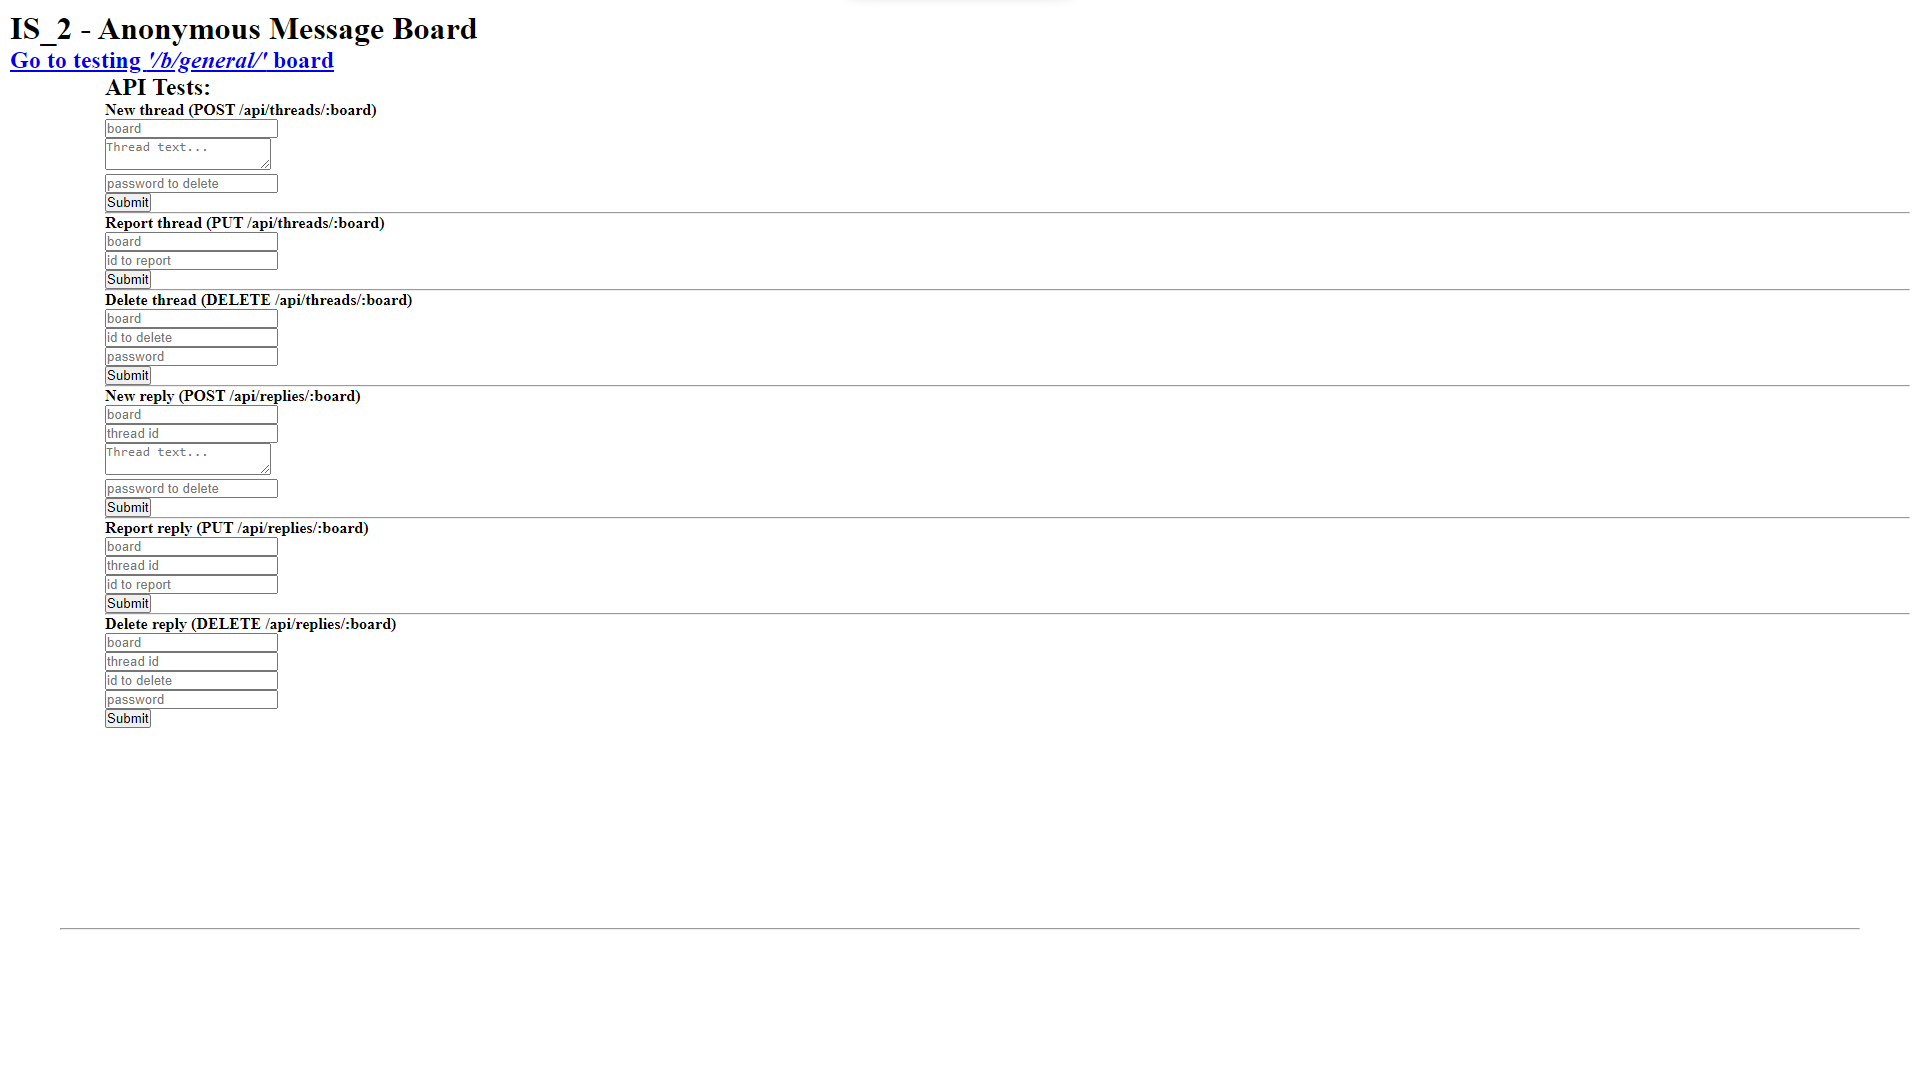 IS_2 - Anonymous Message Board
Go to testing '/b/general/' board
API Tests:
New thread (POST /api/threads/:board)
board
Thread text...
password to delete
Submit
Report thread (PUT /api/threads/:board)
board
id to report
Submit
Delete thread (DELETE /api/threads/:board)
board
id to delete
password
Submit
New reply (POST /api/replies/:board)
board
thread id
Thread text...
password to delete
Submit
Report reply (PUT /api/replies/:board)
board
thread id
id to report
Submit
Delete reply (DELETE /api/replies/:board)
board
thread id
id to delete
password
Submit